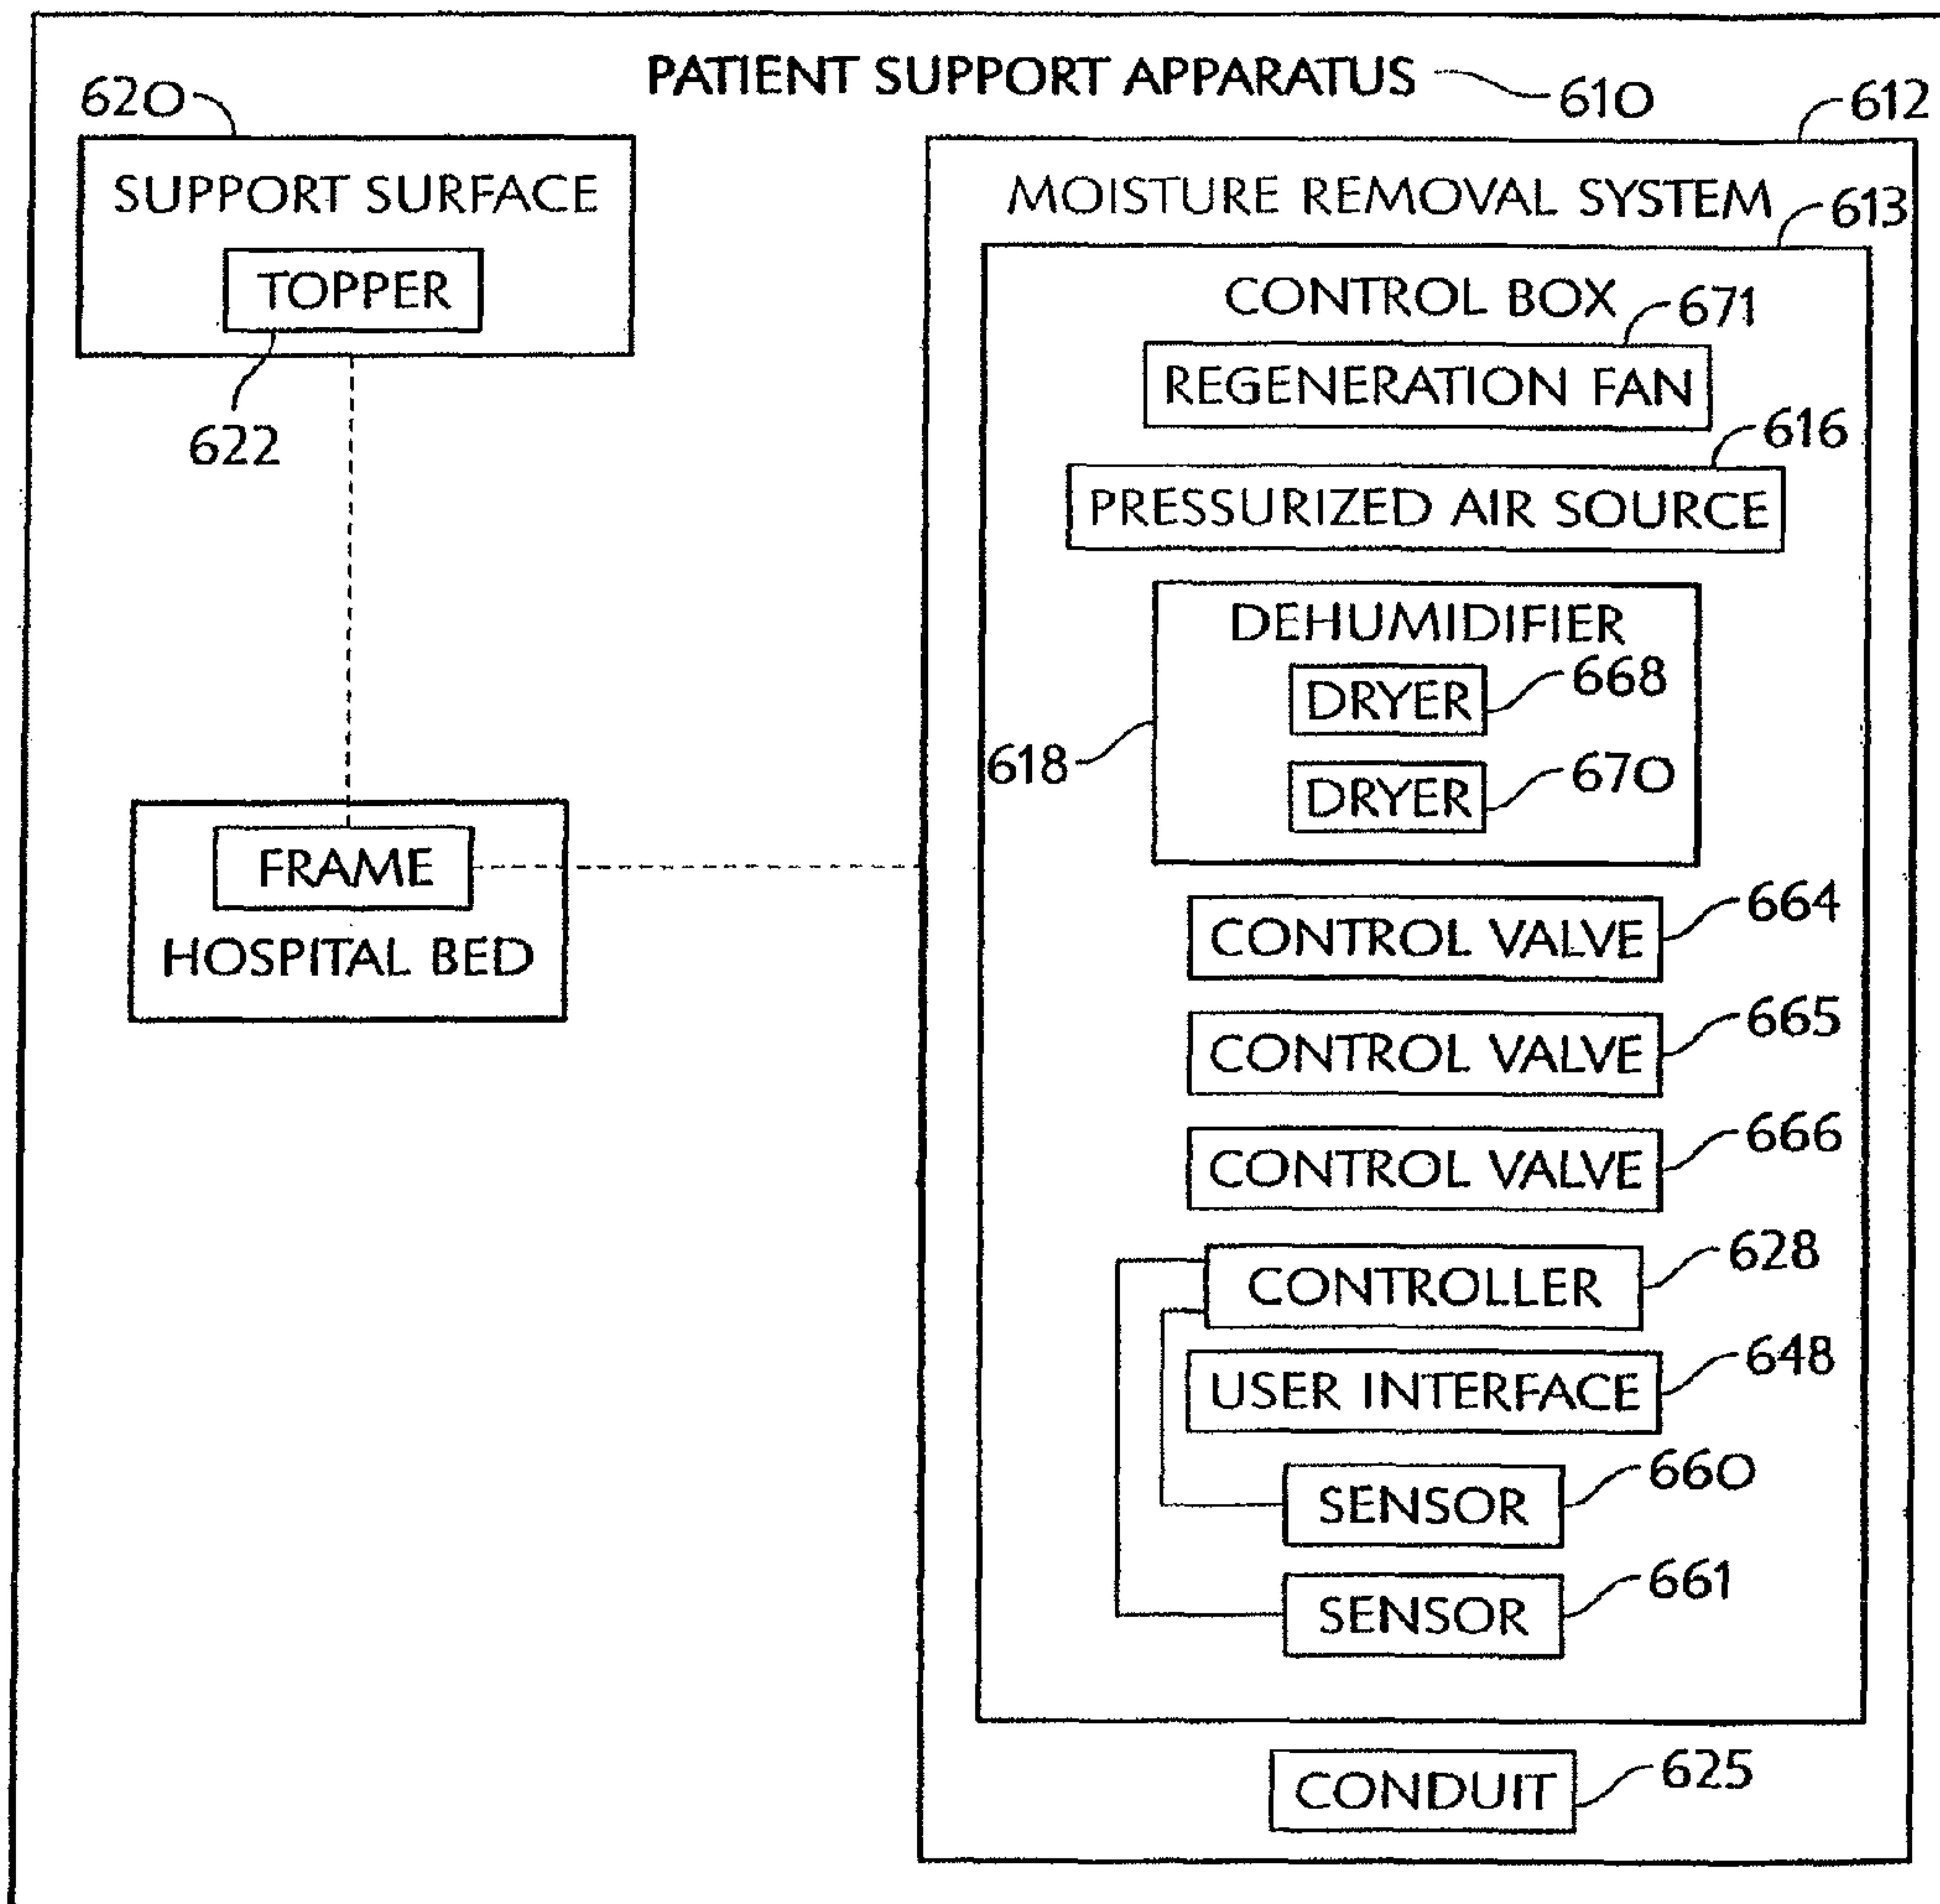 PATIENT SUPPORT APPARATUS 610
620
612
SUPPORT SURFACE
TOPPER
622
FRAME
HOSPITAL BED
MOISTURE REMOVAL SYSTEM 613
CONTROL BOX
671
REGENERATION FAN
616
PRESSURIZED AIR SOURCE
DEHUMIDIFIER
DRYER 668
618
DRYER 670
CONTROL VALVE 664
CONTROL VALVE 665
CONTROL VALVE 666
CONTROLLER 628
USER INTERFACE 648
SENSOR 660
SENSOR 661
CONDUIT 625